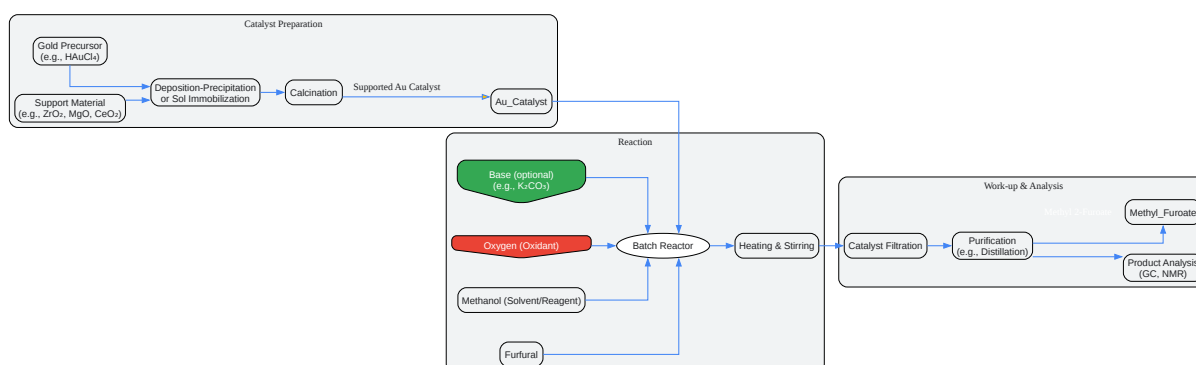 Catalyst Preparation
Gold Precursor
(e.g., HAuCl₄)
Support Material
(e.g., ZrO₂, MgO, CeO₂)
Deposition-Precipitation
or Sol Immobilization
Calcination
Supported Au Catalyst
Au_Catalyst
Reaction
Base (optional)
(e.g., K₂CO₃)
Oxygen (Oxidant)
Methanol (Solvent/Reagent)
Furfural
Batch Reactor
Heating & Stirring
Work-up & Analysis
Catalyst Filtration
Purification
(e.g., Distillation)
Methyl_Furoate
Product Analysis
(GC, NMR)